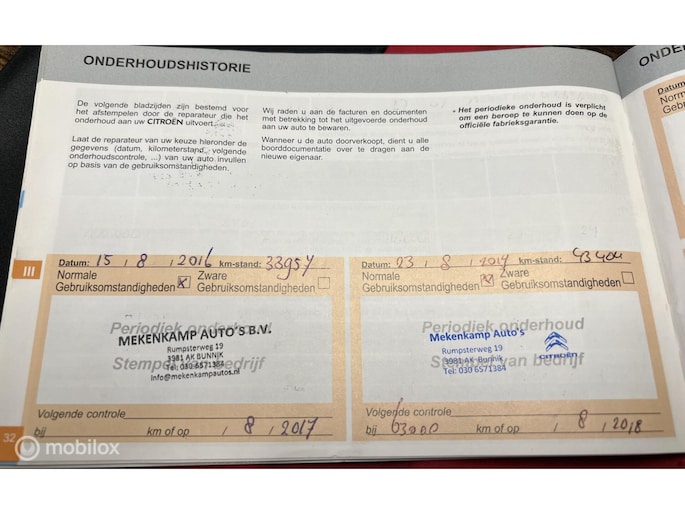 ONDERHOUDSHISTORIE
De volgende bladzijden zijn bestemd voor
het afstempelen door de reparateur die het
onderhoud aan uw CITROËN uitvoert.
Laat de reparateur van uw keuze hieronder de
gegevens (datum, kilometerstand, volgende
onderhoudscontrole, ...) van uw auto invullen
op basis van de gebruiksomstandigheden.
Wij raden u aan de facturen en documenten
met betrekking tot het uitgevoerde onderhoud
aan uw auto te bewaren.
Wanneer u de auto doorverkoopt, dient u alle
boorddocumentatie over te dragen aan de
nieuwe eigenaar.
- Het periodieke onderhoud is verplicht
om een beroep te kunnen doen op de
officiële fabrieksgarantie.
III
Datum: 15 / 8 / 2016 km-stand: 33957
Normale Zware
Gebruiksomstandigheden x Gebruiksomstandigheden
Periodiek onderhoud
MEKENKAMP AUTO'S B.V.
Rumpsterweg 19
3981 AK BUNNIK
Tel: 030 6571384
info@mekenkampautos.nl
Volgende controle
bij km of op / 8 / 2017
Datum: 23 / 8 / 2017 km-stand:
Normale Zware
Gebruiksomstandigheden x Gebruiksomstandigheden
Periodiek onderhoud
Mekenkamp Auto's
Rumpsterweg 19
3981 AK Bunnik
Tel: 030 6571384
CITROËN
van bedrijf
Volgende controle
bij 63000 km of op / 8 / 2018
32
mobilox
Datum
Norm
Gebru